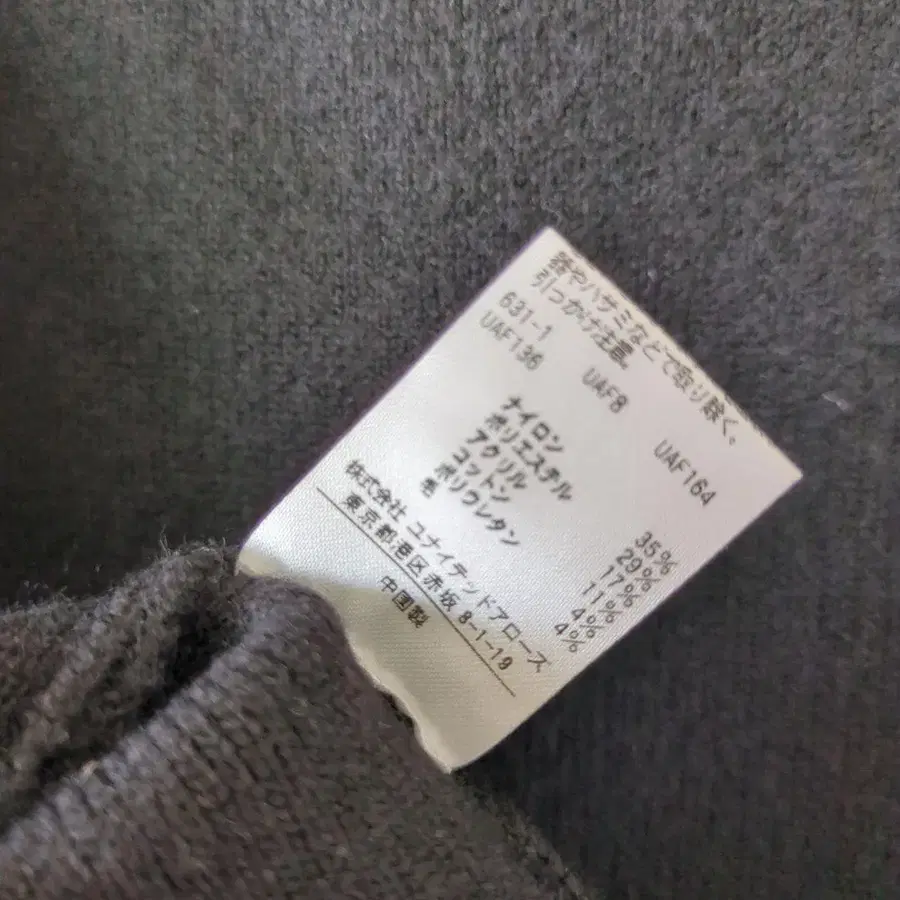 器やハサミなどで取り除く。
引っかけ注意
631-1
UAF136 UAF8 UAF164
ナイロン 35%
ポリエステル 29%
アクリル 17%
コットン 11%
ポリウレタン 4%
毛 4%
株式会社 ユナイテッドアローズ
東京都港区赤坂 8-1-19
中国製